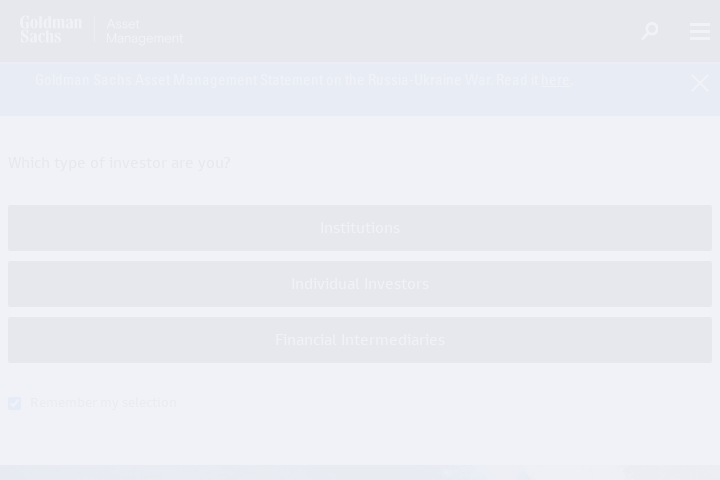 Goldman
Sachs
Asset
Management
Goldman Sachs Asset Management Statement on the Russia-Ukraine War. Read it here.
Which type of investor are you?
Institutions
Individual Investors
Financial Intermediaries
Remember my selection